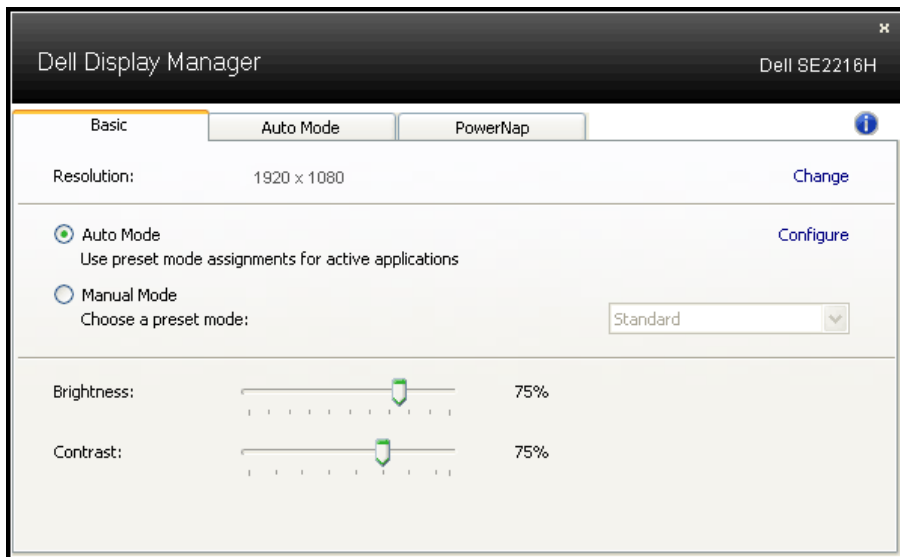 Dell Display Manager
Dell SE2216H
Basic
Auto Mode
PowerNap
Resolution:
1920 x 1080
Change
Auto Mode
Configure
Use preset mode assignments for active applications
Manual Mode
Choose a preset mode:
Standard
Brightness:
75%
Contrast:
75%